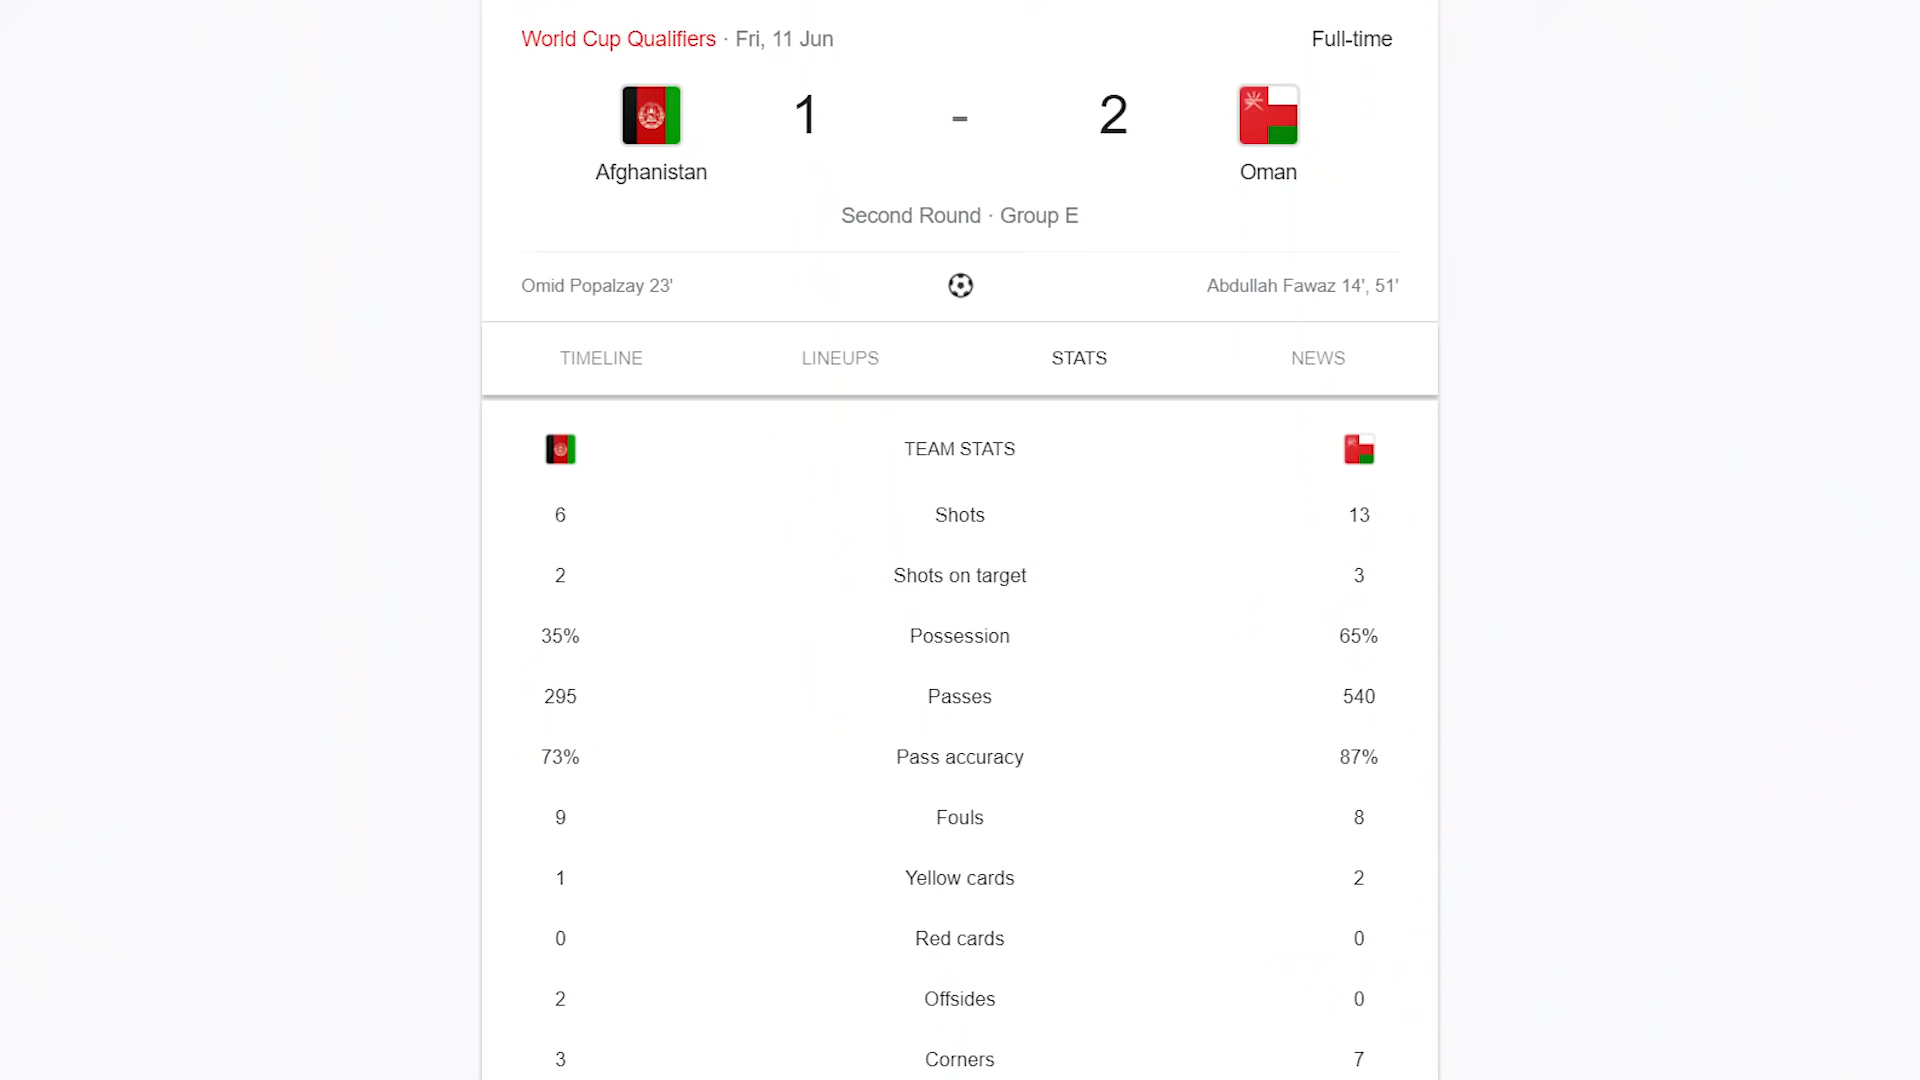 World Cup Qualifiers · Fri, 11 Jun Full-time
1 - 2
Afghanistan Oman
Second Round · Group E
Omid Popalzay 23' Abdullah Fawaz 14', 51'
TIMELINE LINEUPS STATS NEWS
TEAM STATS
6 Shots 13
2 Shots on target 3
35% Possession 65%
295 Passes 540
73% Pass accuracy 87%
9 Fouls 8
1 Yellow cards 2
0 Red cards 0
2 Offsides 0
3 Corners 7